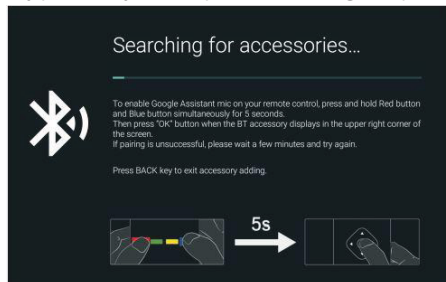 Searching for accessories...
To enable Google Assistant mic on your remote control, press and hold Red button
and Blue button simultaneously for 5 seconds.
Then press "OK" button when the BT accessory displays in the upper right corner of
the screen.
If pairing is unsuccessful, please wait a few minutes and try again.
Press BACK key to exit accessory adding.
5s